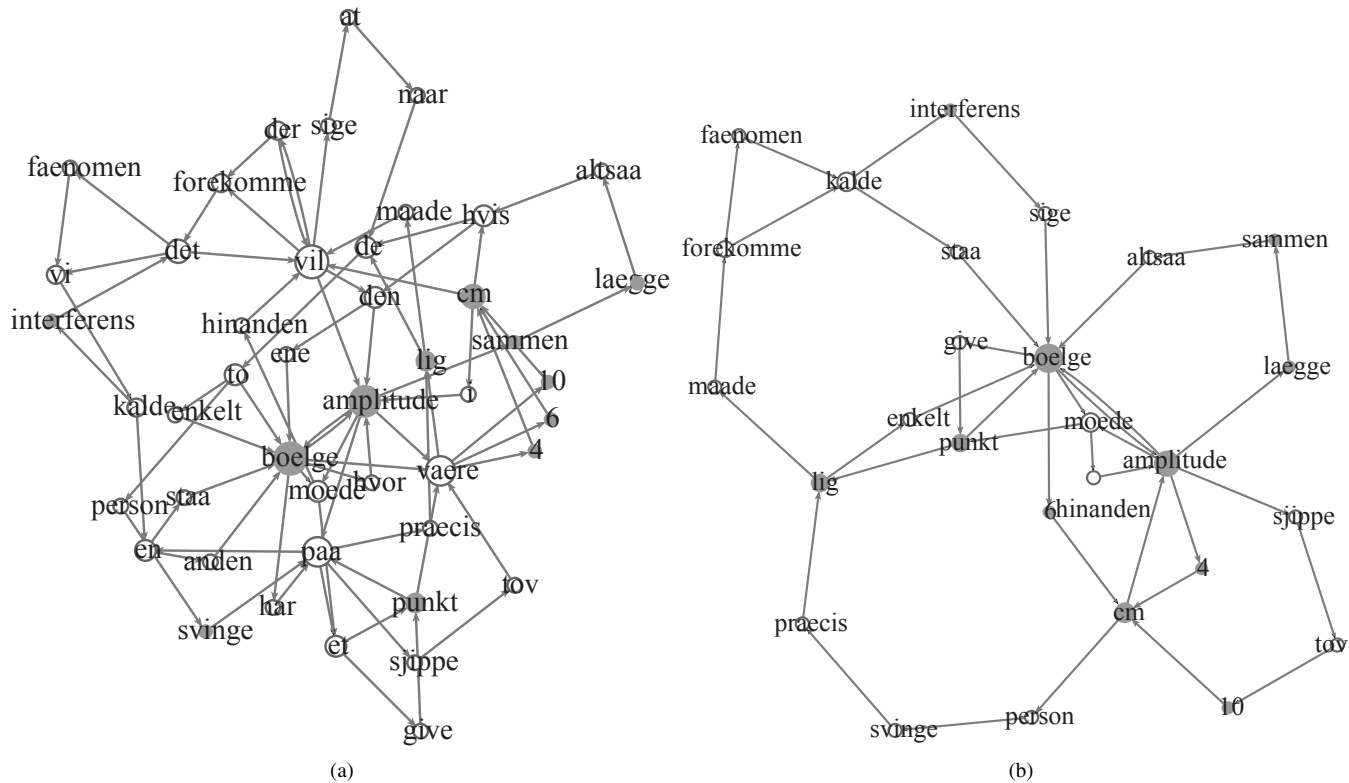 at
naar
der
sige
faenomen
forekomme
altsaa
maade
hvis
det
de
vil
vi
den
cm
laegge
interferens
hinanden
ene
sammen
lig
to
10
i
kalde
enkelt
amplitude
6
4
boelge
vaere
moede
hvor
staa
person
praecis
en
anden
paa
har
punkt
tov
svinge
et
sjippe
give
(a)
interferens
faenomen
kalde
sige
forekomme
staa
altsaa
sammen
give
boelge
maade
laegge
enkelt
moede
punkt
amplitude
lig
6
hinanden
sjippe
4
cm
praecis
tov
person
10
svinge
(b)